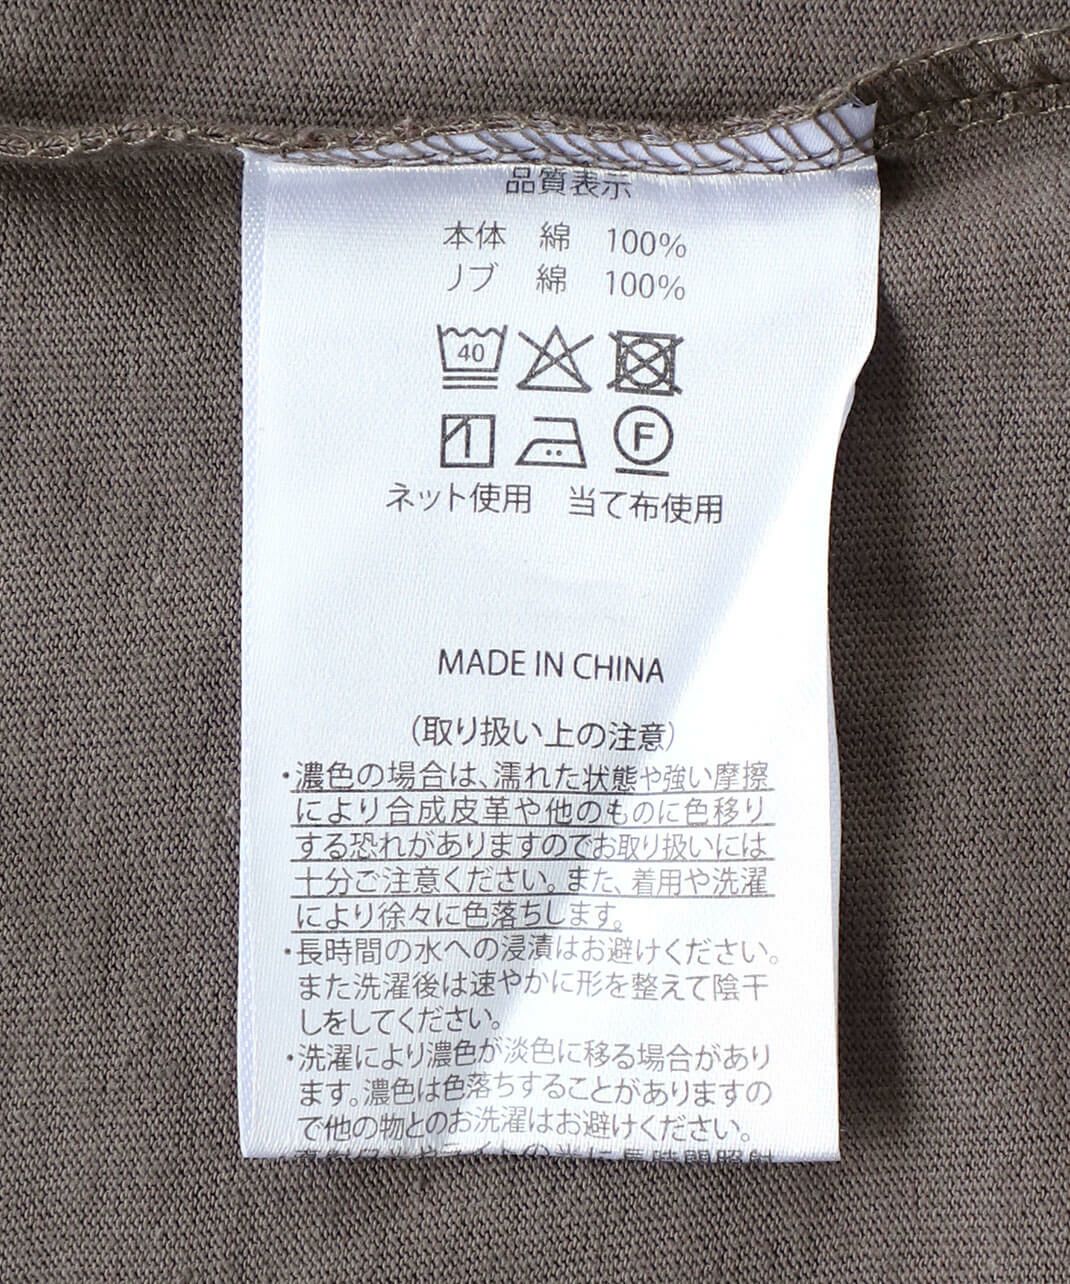 品質表示
本体 綿 100%
ノブ 綿 100%
40
F
ネット使用 当て布使用
MADE IN CHINA
(取り扱い上の注意)
・濃色の場合は、濡れた状態や強い摩擦
により合成皮革や他のものに色移り
する恐れがありますのでお取り扱いには
十分ご注意ください。また、着用や洗濯
により徐々に色落ちします。
・長時間の水への浸漬はお避けください。
また洗濯後は速やかに形を整えて陰干
しをしてください。
・洗濯により濃色が淡色に移る場合があり
ます。濃色は色落ちすることがありますの
で他の物とのお洗濯はお避けください。